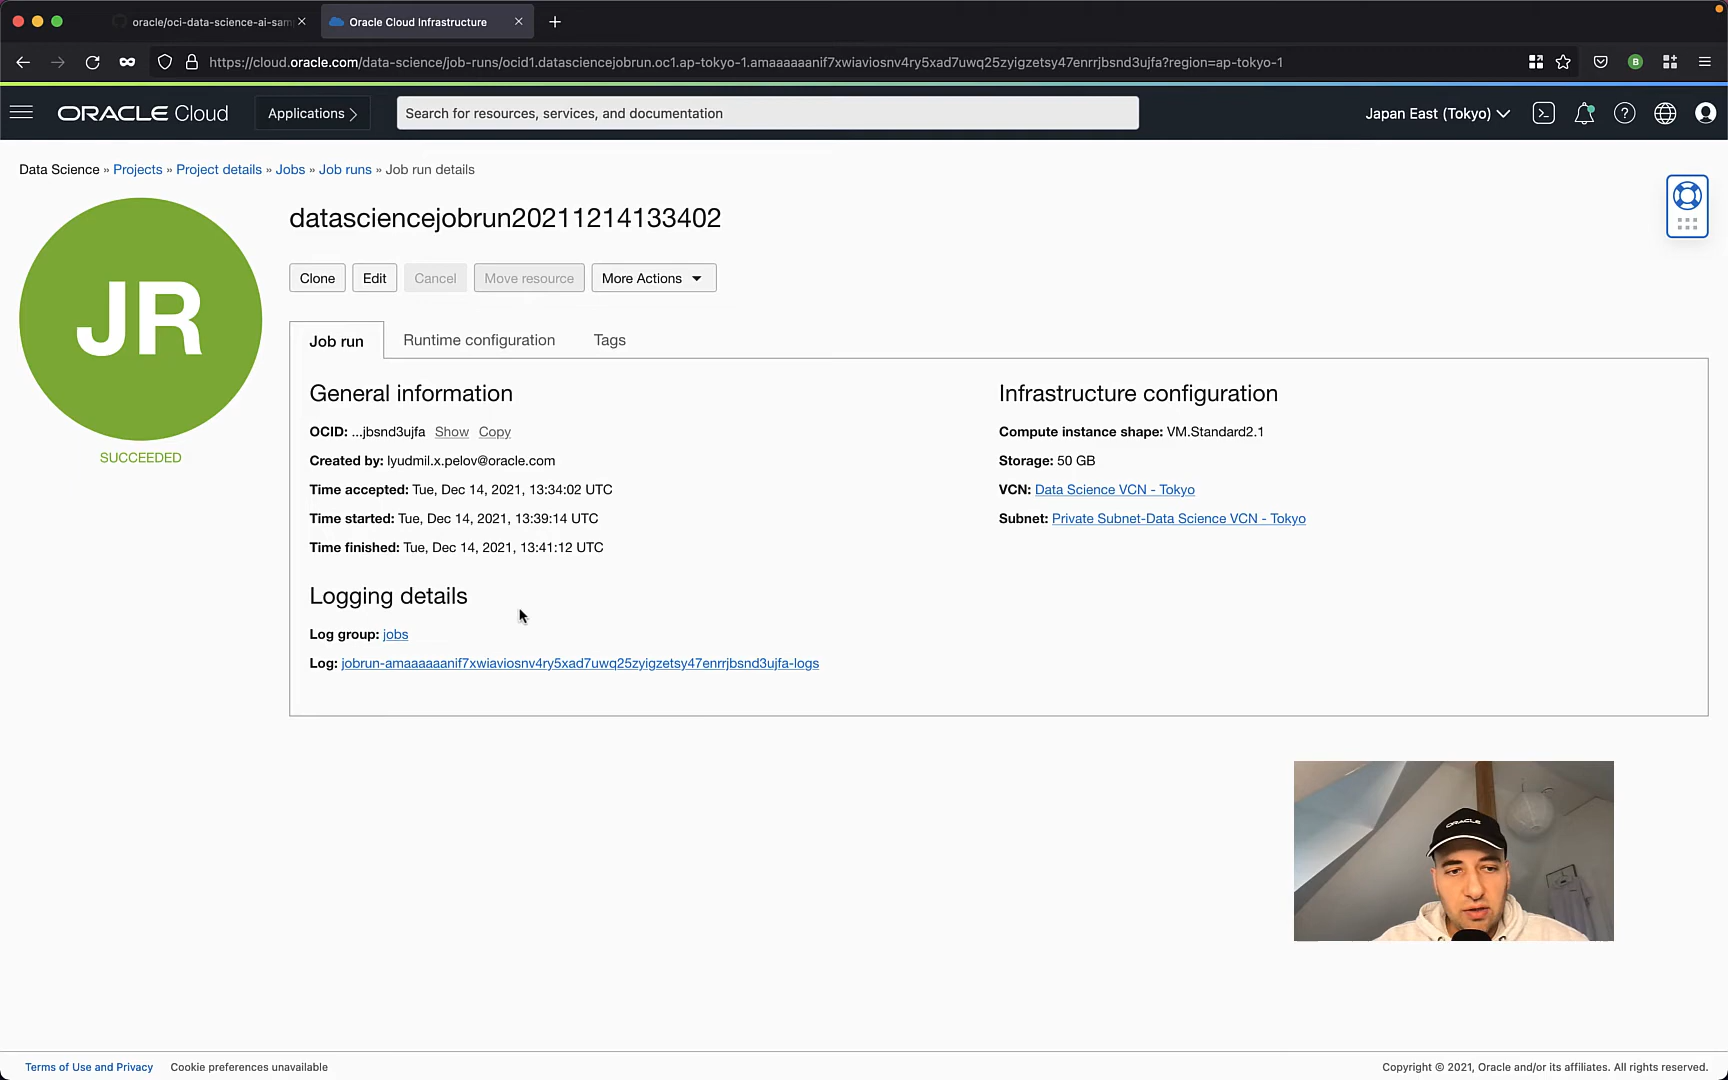 oracle/oci-data-science-ai-sam
Oracle Cloud Infrastructure
https://cloud.oracle.com/data-science/job-runs/ocid1.datasciencejobrun.oc1.ap-tokyo-1.amaaaaaanif7xwiaviosnv4ry5xad7uwq25zyigzetsy47enrrjbsnd3ujfa?region=ap-tokyo-1
B
ORACLE Cloud
Applications
Search for resources, services, and documentation
Japan East (Tokyo)
Data Science » Projects » Project details » Jobs » Job runs » Job run details
JR
SUCCEEDED
datasciencejobrun20211214133402
Clone
Edit
Cancel
Move resource
More Actions
Job run
Runtime configuration
Tags
General information
OCID: ...jbsnd3ujfa Show Copy
Created by: lyudmil.x.pelov@oracle.com
Time accepted: Tue, Dec 14, 2021, 13:34:02 UTC
Time started: Tue, Dec 14, 2021, 13:39:14 UTC
Time finished: Tue, Dec 14, 2021, 13:41:12 UTC
Logging details
Log group: jobs
Log: jobrun-amaaaaaanif7xwiaviosnv4ry5xad7uwq25zyigzetsy47enrrjbsnd3ujfa-logs
Infrastructure configuration
Compute instance shape: VM.Standard2.1
Storage: 50 GB
VCN: Data Science VCN - Tokyo
Subnet: Private Subnet-Data Science VCN - Tokyo
ORACLE
Terms of Use and Privacy
Cookie preferences unavailable
Copyright © 2021, Oracle and/or its affiliates. All rights reserved.